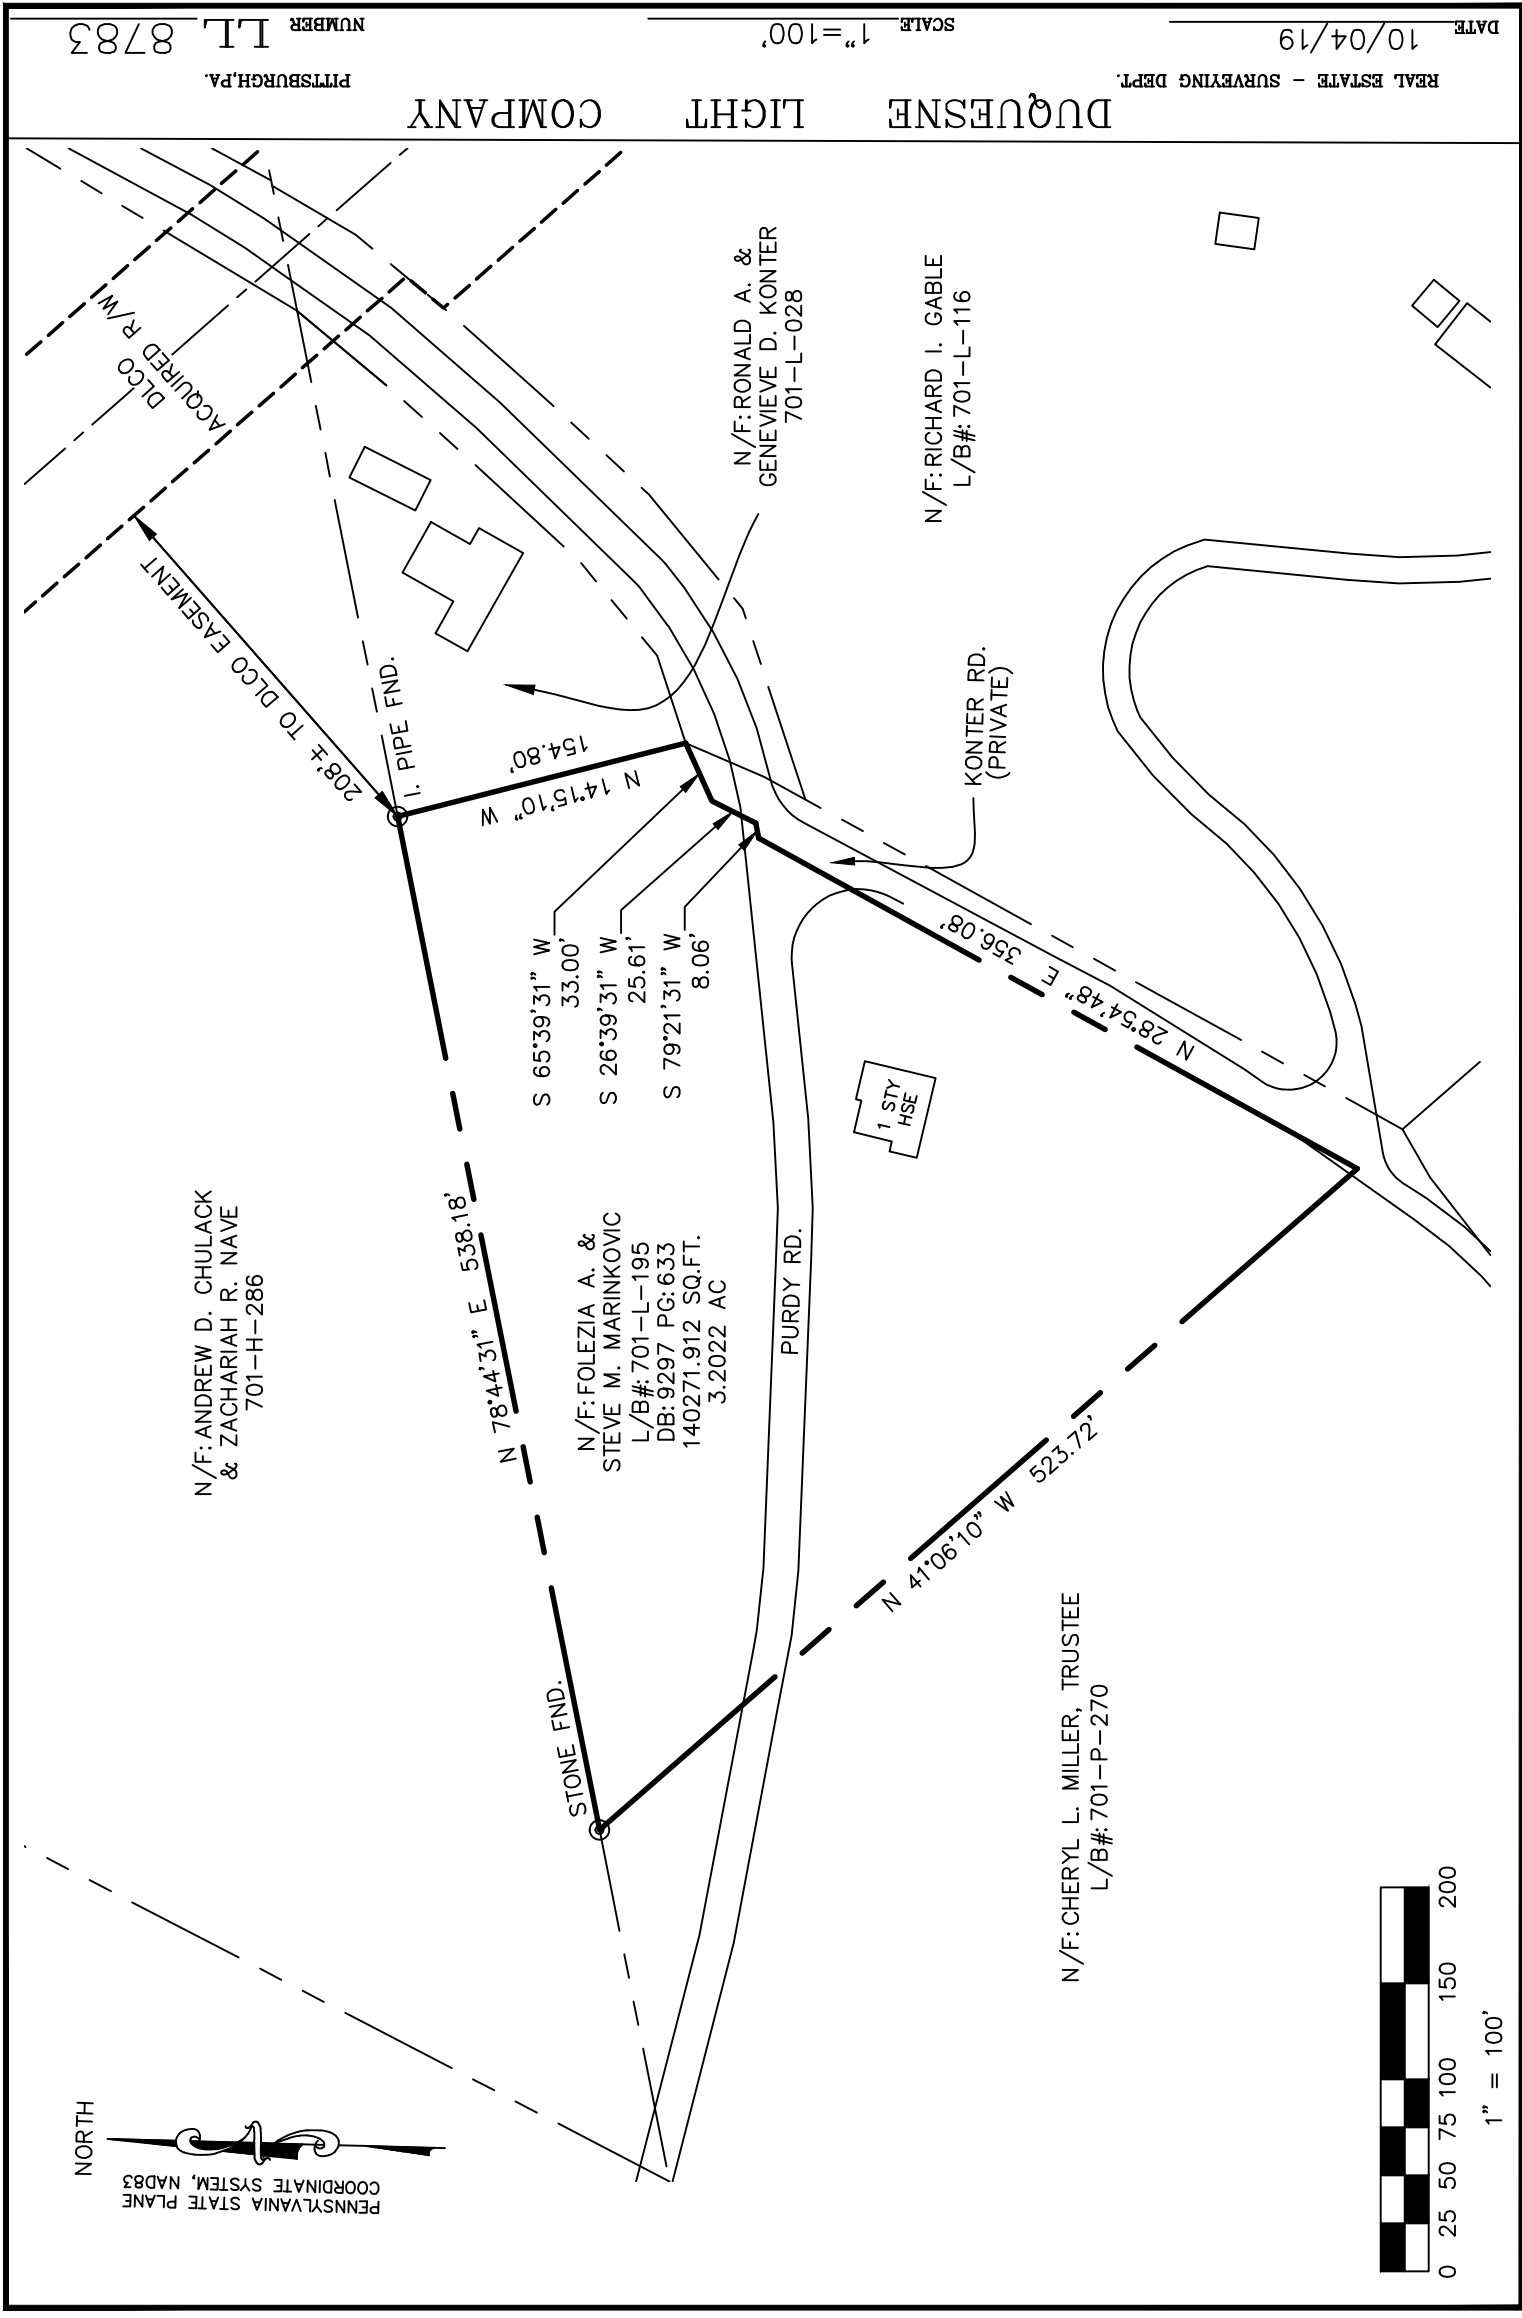 NORTH
PENNSYLVANIA STATE PLANE
COORDINATE SYSTEM, NAD83
N/F: ANDREW D. CHULACK
& ZACHARIAH R. NAVE
701-H-286
DLCO
ACQUIRED R/W
208'± TO DLCO EASEMENT
I. PIPE FND.
N 14°15'10" W
154.80'
STONE FND.
N 78°44'31" E 538.18'
N/F: FOLEZIA A. &
STEVE M. MARINKOVIC
L/B#: 701-L-195
DB: 9297 PG: 633
140271.912 SQ.FT.
3.2022 AC
S 65°39'31" W
33.00'
S 26°39'31" W
25.61'
S 79°21'31" W
8.06'
N/F: RONALD A. &
GENEVIEVE D. KONTER
701-L-028
N/F: RICHARD I. GABLE
L/B#: 701-L-116
PURDY RD.
1 STY
HSE
KONTER RD.
(PRIVATE)
N 28°54'48" E 356.08'
N 41°06'10" W 523.72'
N/F: CHERYL L. MILLER, TRUSTEE
L/B#: 701-P-270
0 25 50 75 100 150 200
1" = 100'
DUQUESNE LIGHT COMPANY
REAL ESTATE - SURVEYING DEPT.
PITTSBURGH,PA.
DATE 10/04/19
SCALE 1"=100'
NUMBER LL 8783